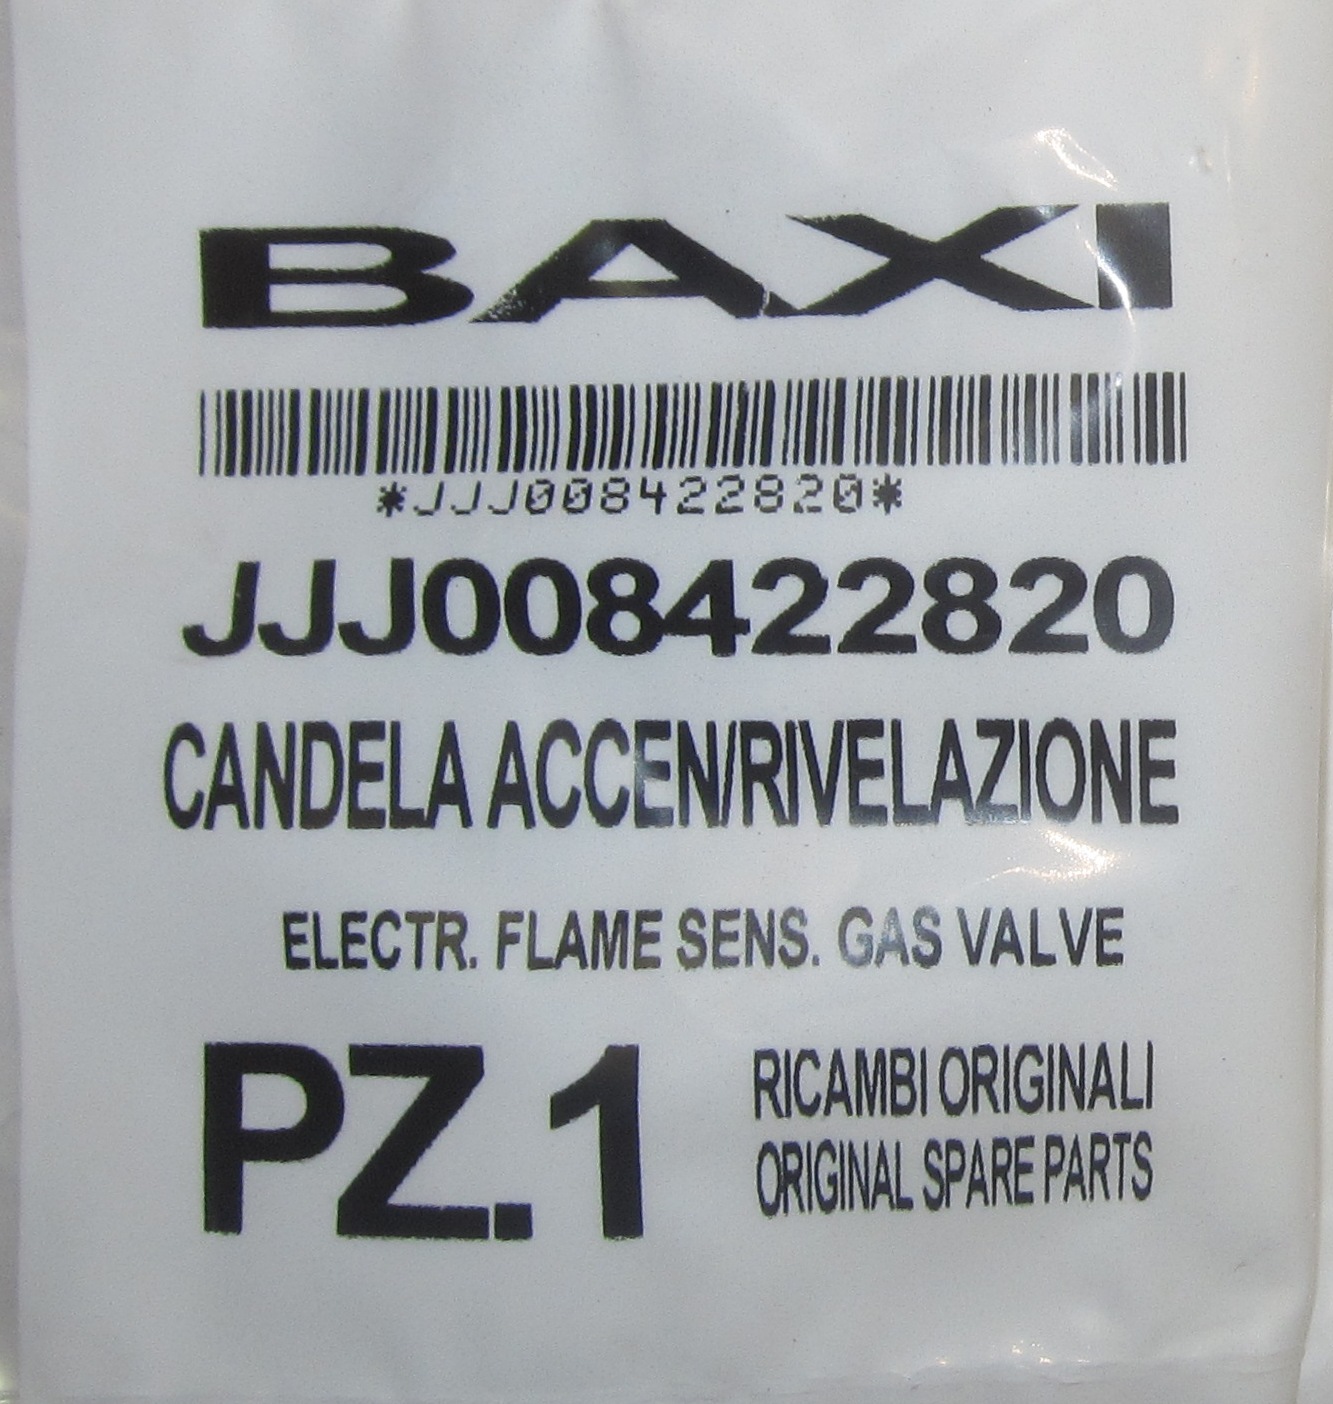 BAXI
*JJJ008422820*
JJJ008422820
CANDELA ACCEN/RIVELAZIONE
ELECTR. FLAME SENS. GAS VALVE
PZ.1
RICAMBI ORIGINALI
ORIGINAL SPARE PARTS